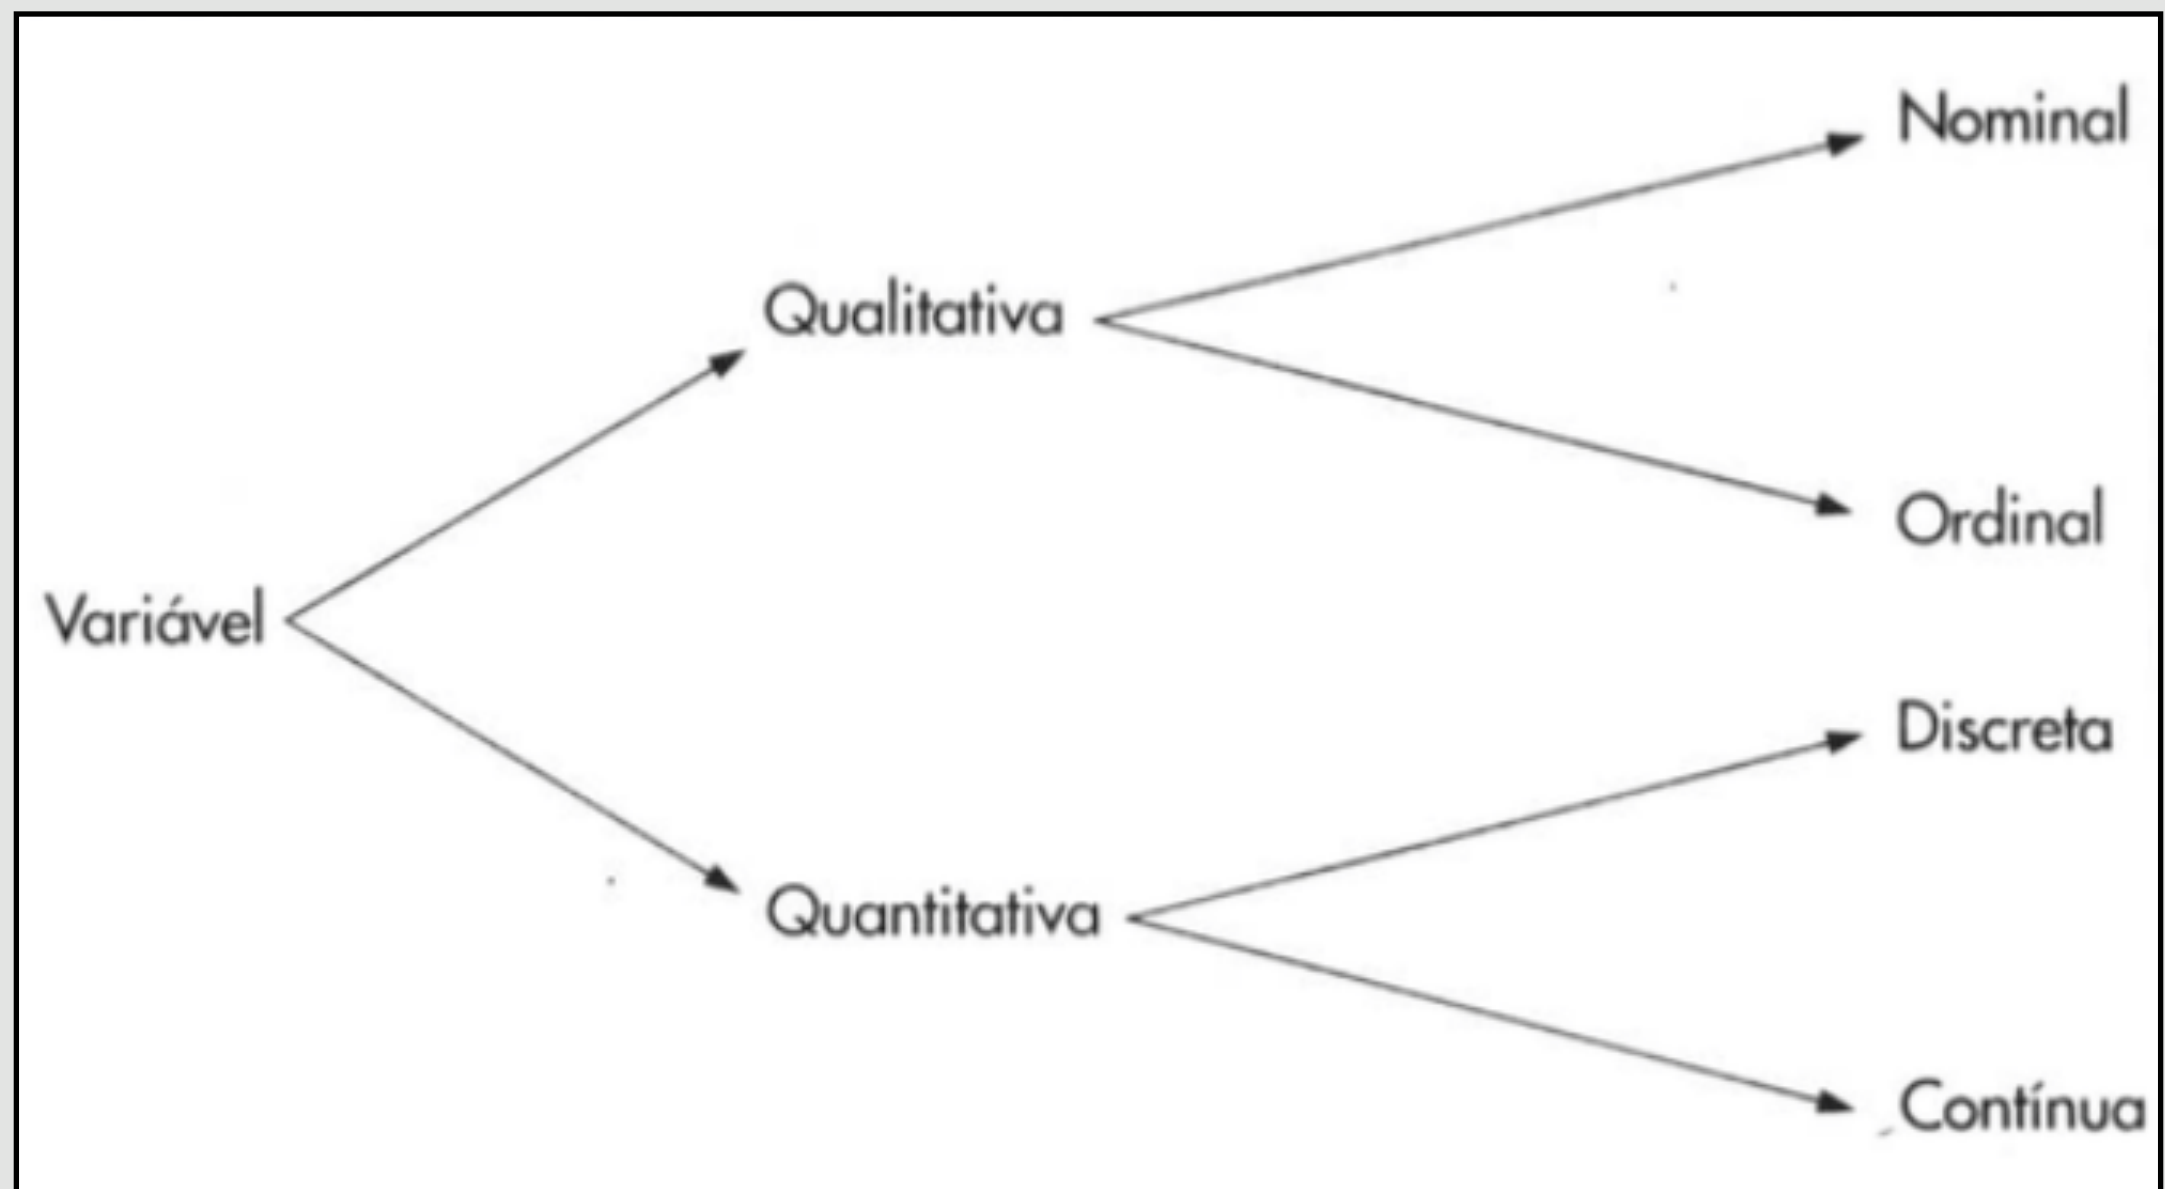 Nominal
Qualitativa
Ordinal
Variável
Discreta
Quantitativa
Contínua